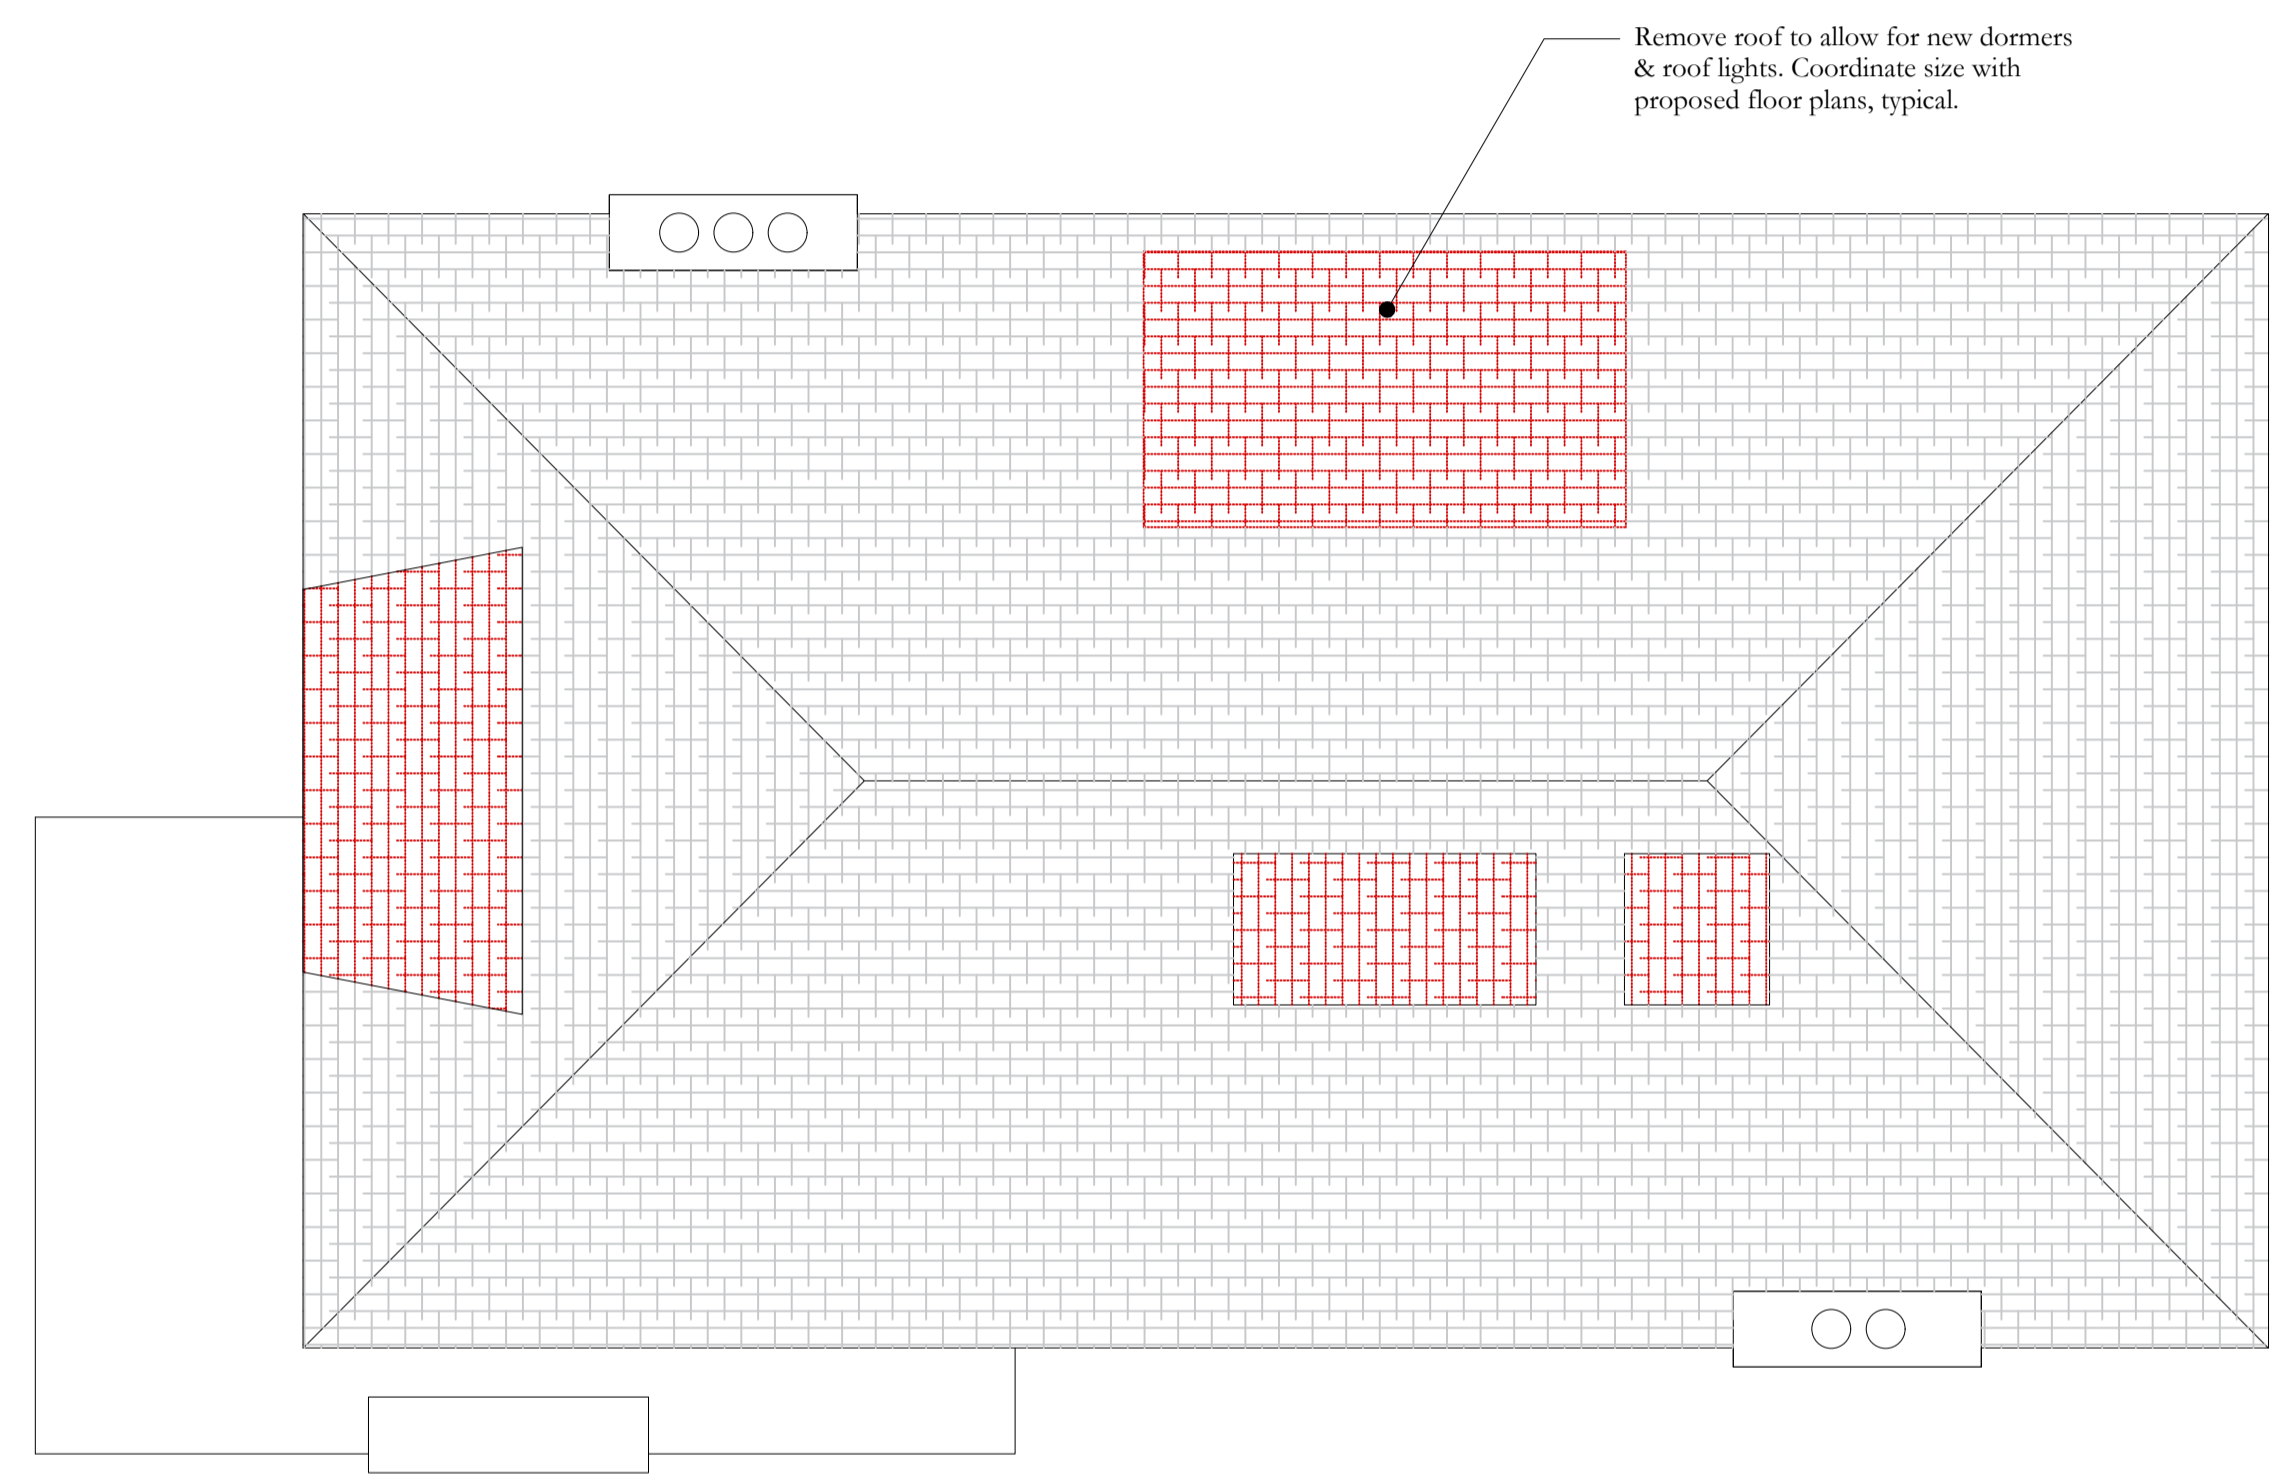 Remove roof to allow for new dormers
& roof lights. Coordinate size with
proposed floor plans, typical.